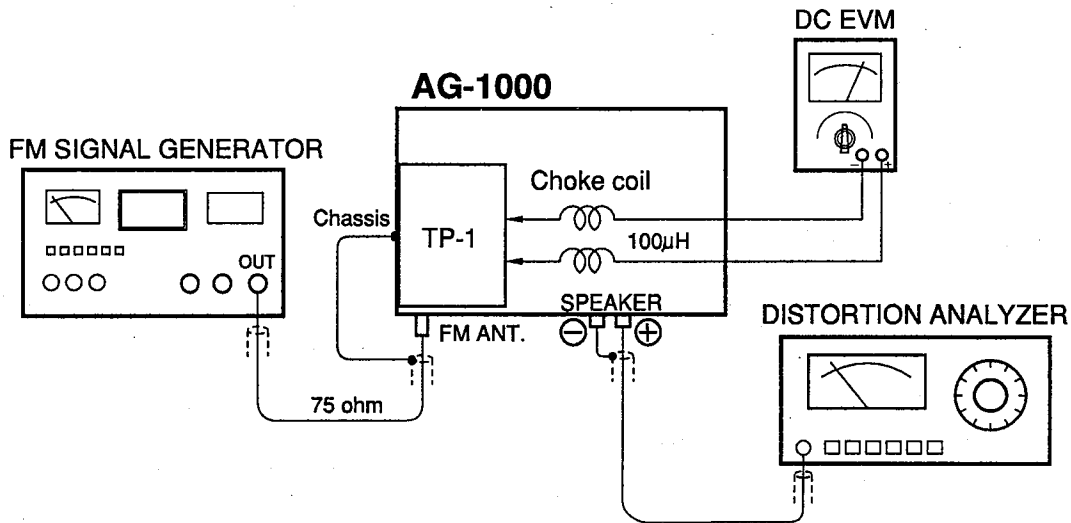 DC EVM
AG-1000
FM SIGNAL GENERATOR
Choke coil
Chassis
TP-1
100μH
OUT
SPEAKER
FM ANT.
⊖ ⊕
DISTORTION ANALYZER
75 ohm
− +